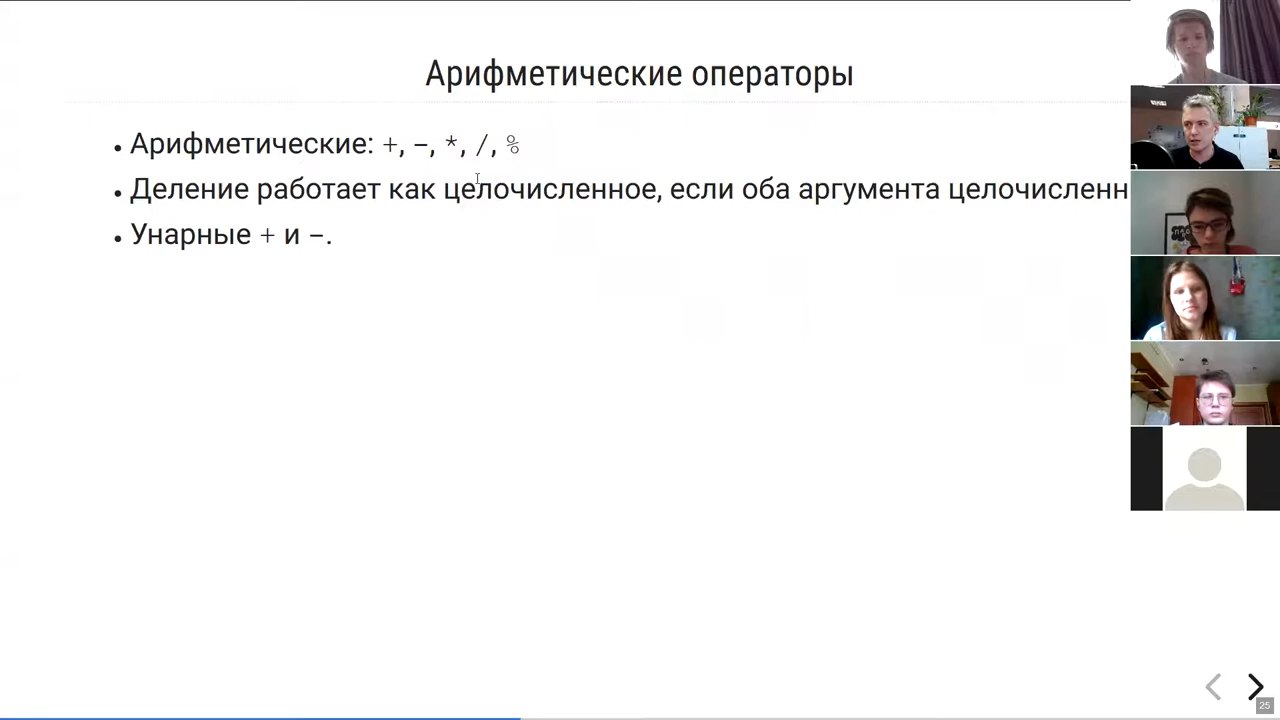 Арифметические операторы
• Арифметические: +, −, *, /, %
• Деление работает как целочисленное, если оба аргумента целочисленн
• Унарные + и −.
25